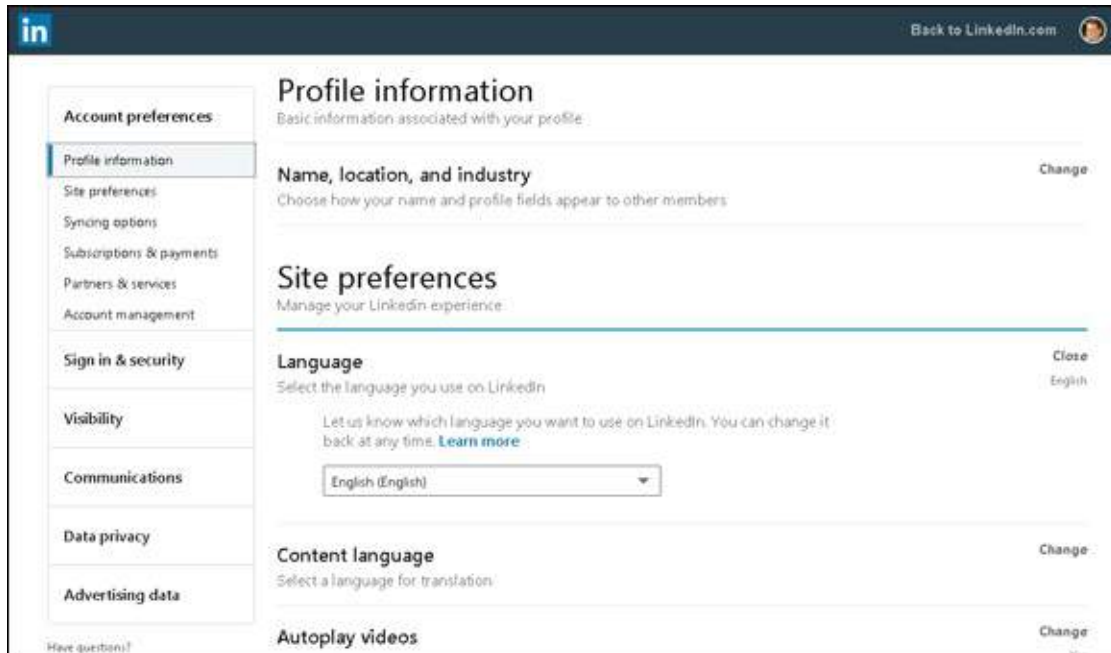 in
Back to LinkedIn.com
Account preferences
Profile information
Site preferences
Syncing options
Subscriptions & payments
Partners & services
Account management
Sign in & security
Visibility
Communications
Data privacy
Advertising data
Have questions?
Profile information
Basic information associated with your profile
Name, location, and industry
Change
Choose how your name and profile fields appear to other members
Site preferences
Manage your LinkedIn experience
Language
Close
Select the language you use on LinkedIn
English
Let us know which language you want to use on LinkedIn. You can change it
back at any time. Learn more
English (English)
Content language
Change
Select a language for translation
Autoplay videos
Change